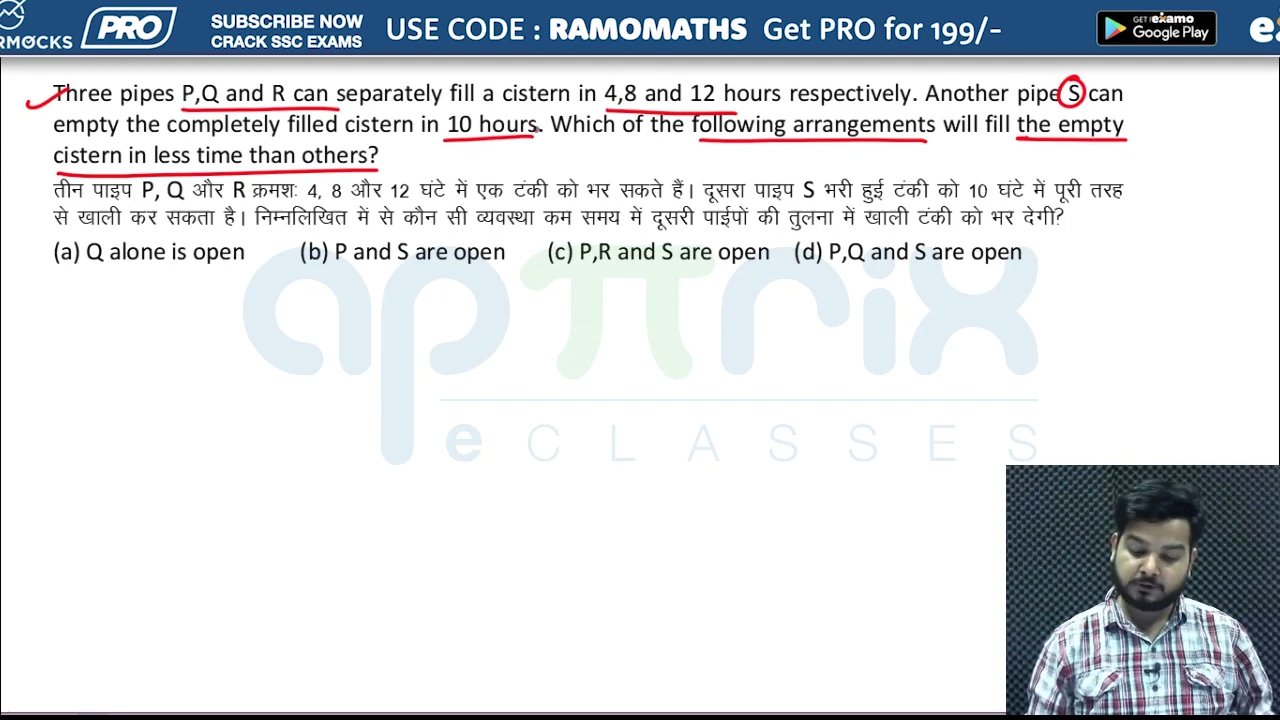 RMOCKS
PRO
SUBSCRIBE NOW
CRACK SSC EXAMS
USE CODE : RAMOMATHS Get PRO for 199/-
GET IT ON
examo
Google Play
Three pipes P,Q and R can separately fill a cistern in 4,8 and 12 hours respectively. Another pipe S can
empty the completely filled cistern in 10 hours. Which of the following arrangements will fill the empty
cistern in less time than others?
तीन पाइप P, Q और R क्रमशः 4, 8 और 12 घंटे में एक टंकी को भर सकते हैं। दूसरा पाइप S भरी हुई टंकी को 10 घंटे में पूरी तरह
से खाली कर सकता है। निम्नलिखित में से कौन सी व्यवस्था कम समय में दूसरी पाईपों की तुलना में खाली टंकी को भर देगी?
(a) Q alone is open (b) P and S are open (c) P,R and S are open (d) P,Q and S are open
apπrix
e CLASSES